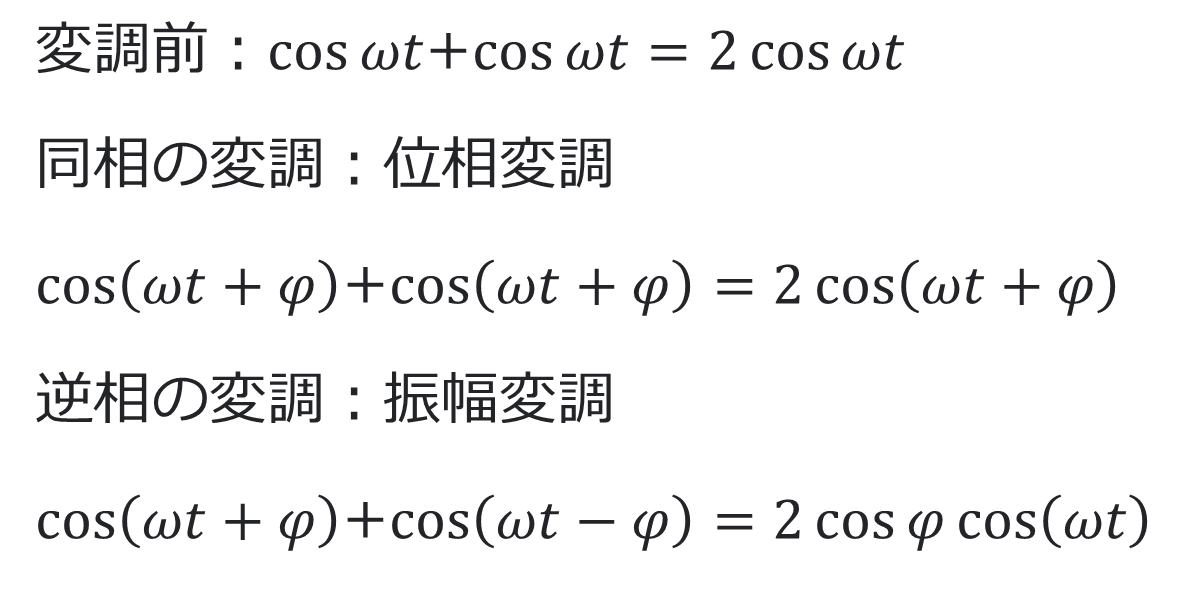 変調前：cos ωt+cos ωt = 2 cos ωt
同相の変調：位相変調
cos(ωt + φ)+cos(ωt + φ) = 2 cos(ωt + φ)
逆相の変調：振幅変調
cos(ωt + φ)+cos(ωt − φ) = 2 cos φ cos(ωt)